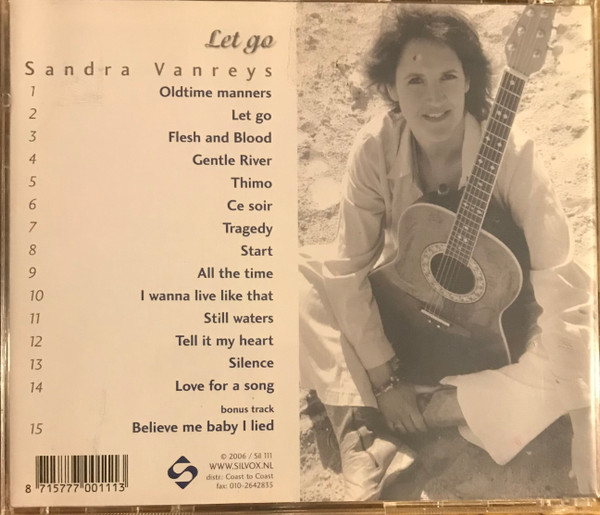 Let go
Sandra Vanreys
1 Oldtime manners
2 Let go
3 Flesh and Blood
4 Gentle River
5 Thimo
6 Ce soir
7 Tragedy
8 Start
9 All the time
10 I wanna live like that
11 Still waters
12 Tell it my heart
13 Silence
14 Love for a song
bonus track
15 Believe me baby I lied
© 2006 / Sil 111
WWW.SILVOX.NL
distr.: Coast to Coast
fax: 010-2642835
8 715777 001113